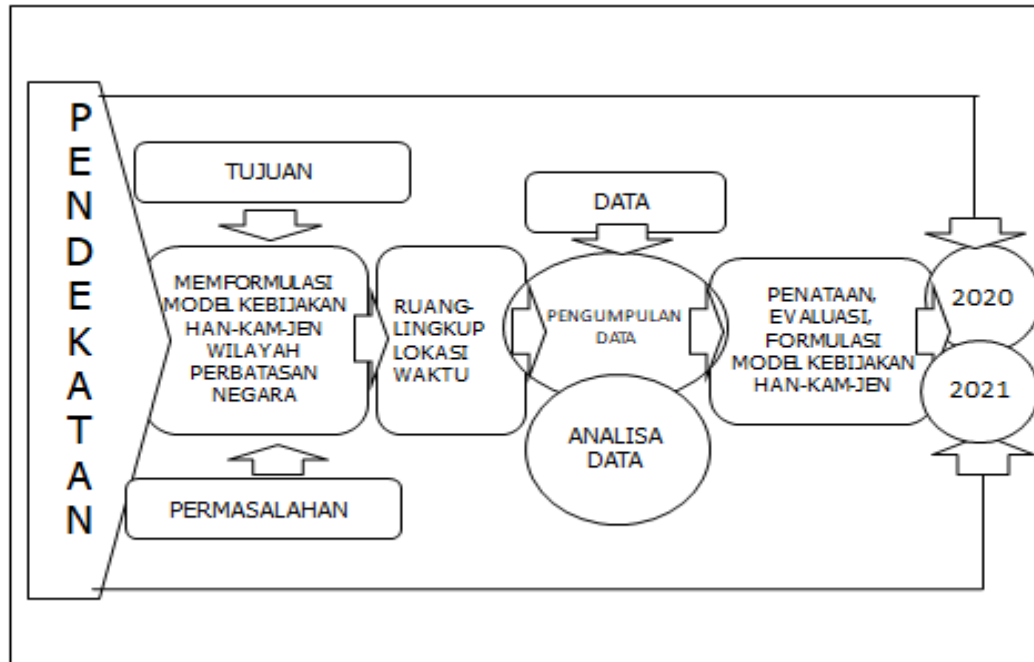 PENDEKATAN
TUJUAN
MEMFORMULASI
MODEL KEBIJAKAN
HAN-KAM-JEN
WILAYAH
PERBATASAN
NEGARA
PERMASALAHAN
RUANG-
LINGKUP
LOKASI
WAKTU
DATA
PENGUMPULAN
DATA
ANALISA
DATA
PENATAAN,
EVALUASI,
FORMULASI
MODEL KEBIJAKAN
HAN-KAM-JEN
2020
2021